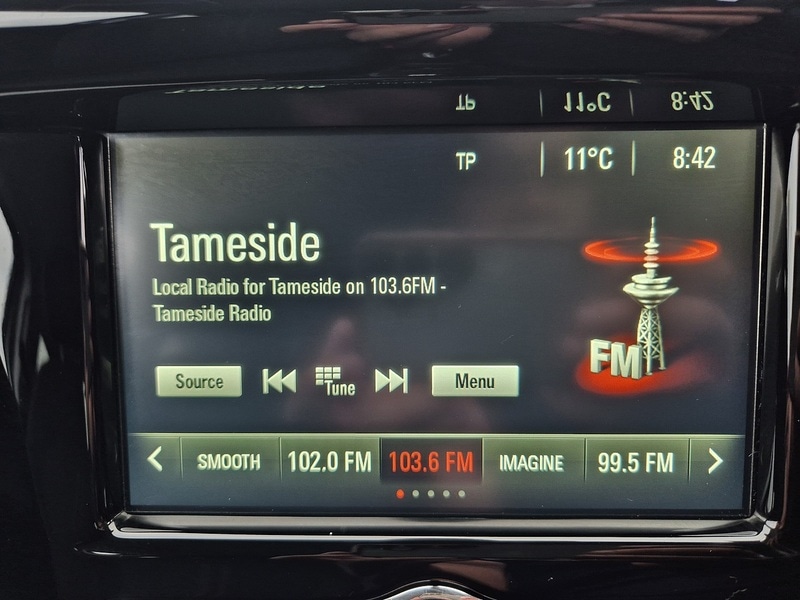 TP 11°C 8:42
Tameside
Local Radio for Tameside on 103.6FM -
Tameside Radio
FM
Source Tune Menu
SMOOTH 102.0 FM 103.6 FM IMAGINE 99.5 FM